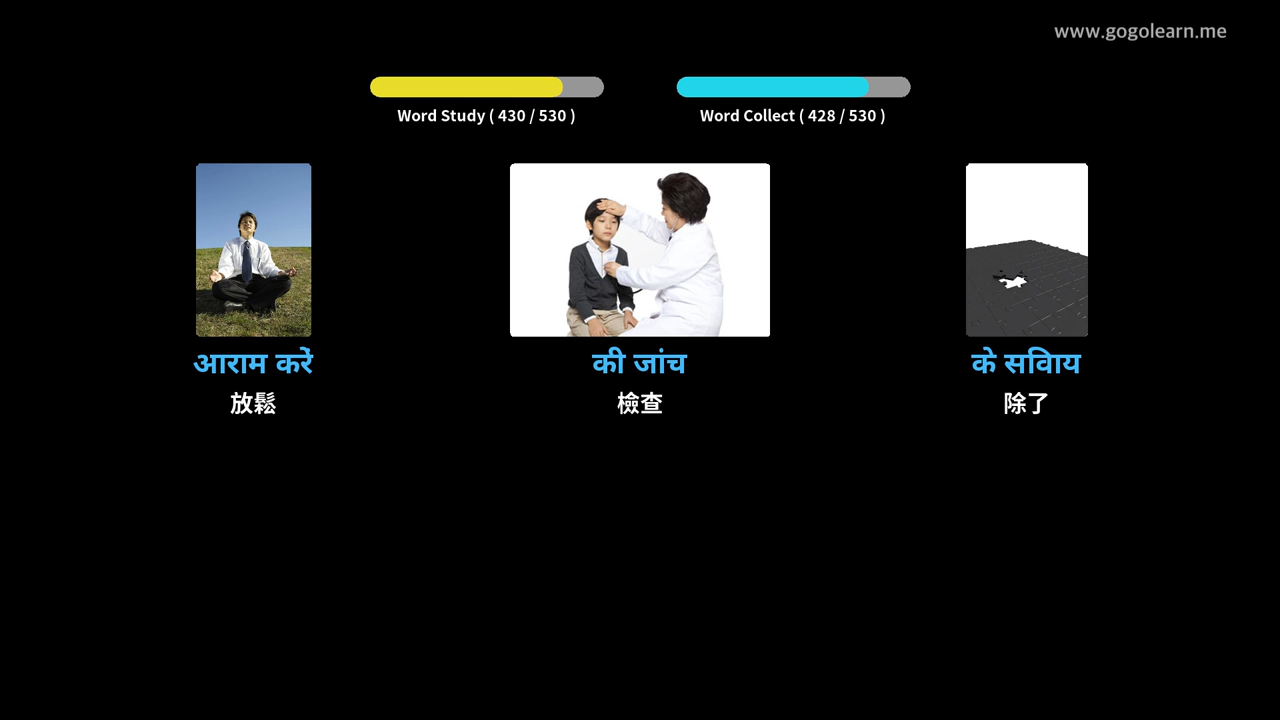 www.gogolearn.me
Word Study ( 430 / 530 )
Word Collect ( 428 / 530 )
आराम करें
की जांच
के सविाय
放鬆
檢查
除了